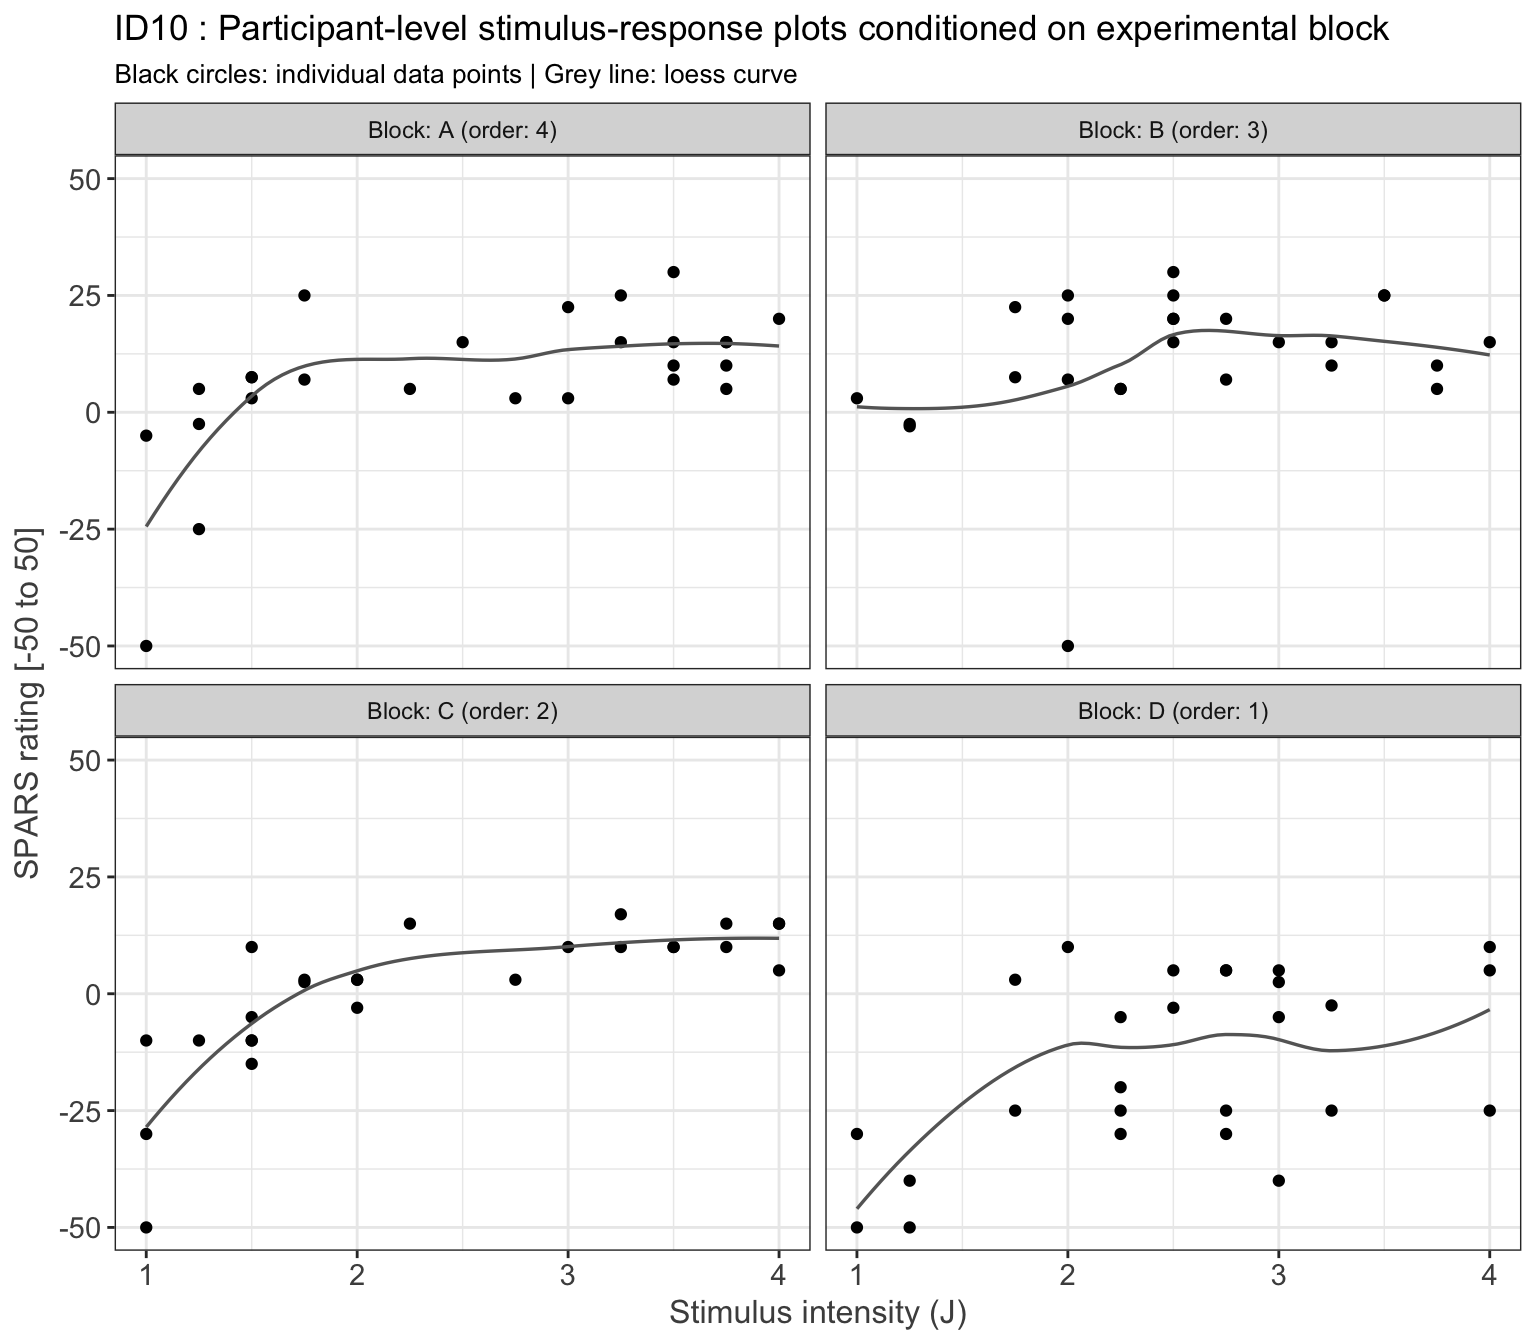 ID10 : Participant-level stimulus-response plots conditioned on experimental block
Black circles: individual data points | Grey line: loess curve
Block: A (order: 4)
Block: B (order: 3)
50
25
0
-25
-50
Block: C (order: 2)
Block: D (order: 1)
50
25
0
-25
-50
SPARS rating [-50 to 50]
1
2
3
4
1
2
3
4
Stimulus intensity (J)